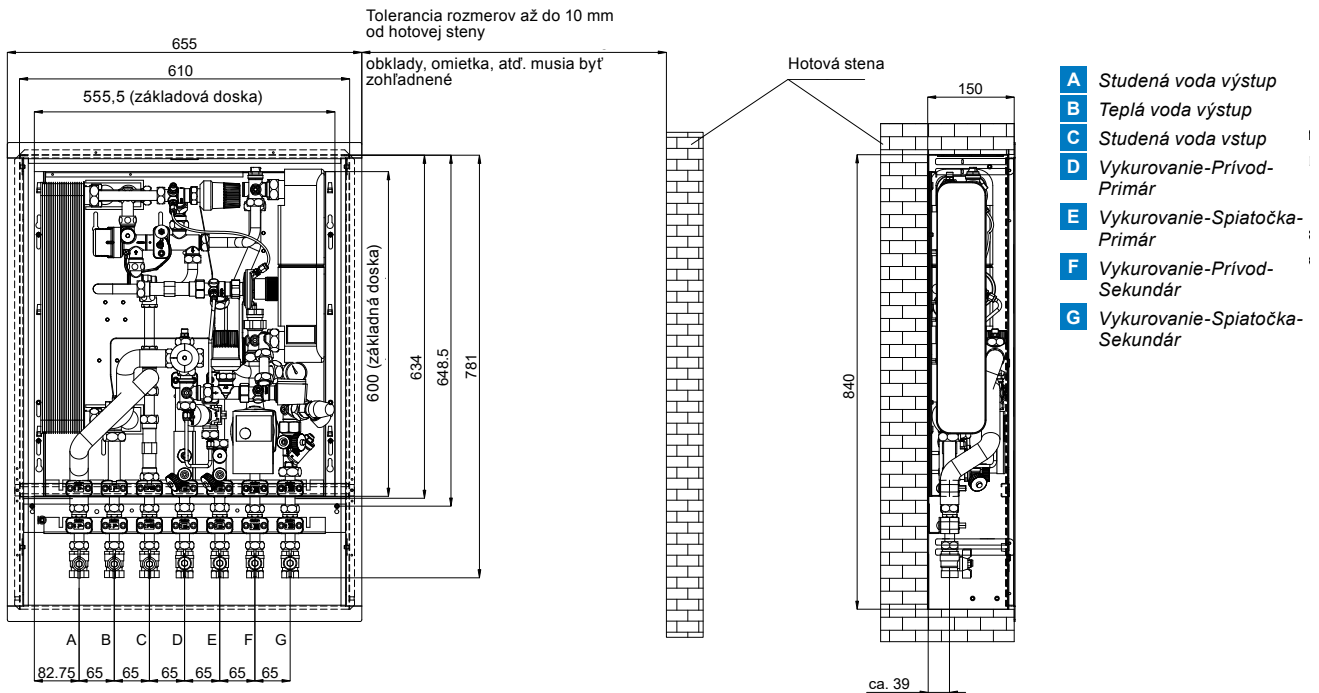 Tolerancia rozmerov až do 10 mm
od hotovej steny
obklady, omietka, atď. musia byť
zohľadnené
655
610
555,5 (základová doska)
600 (základná doska)
634
648.5
781
A
B
C
D
E
F
G
82.75
65
65
65
65
65
65
Hotová stena
150
840
ca. 39
A Studená voda výstup
B Teplá voda výstup
C Studená voda vstup
D Vykurovanie-Prívod-
Primár
E Vykurovanie-Spiatočka-
Primár
F Vykurovanie-Prívod-
Sekundár
G Vykurovanie-Spiatočka-
Sekundár